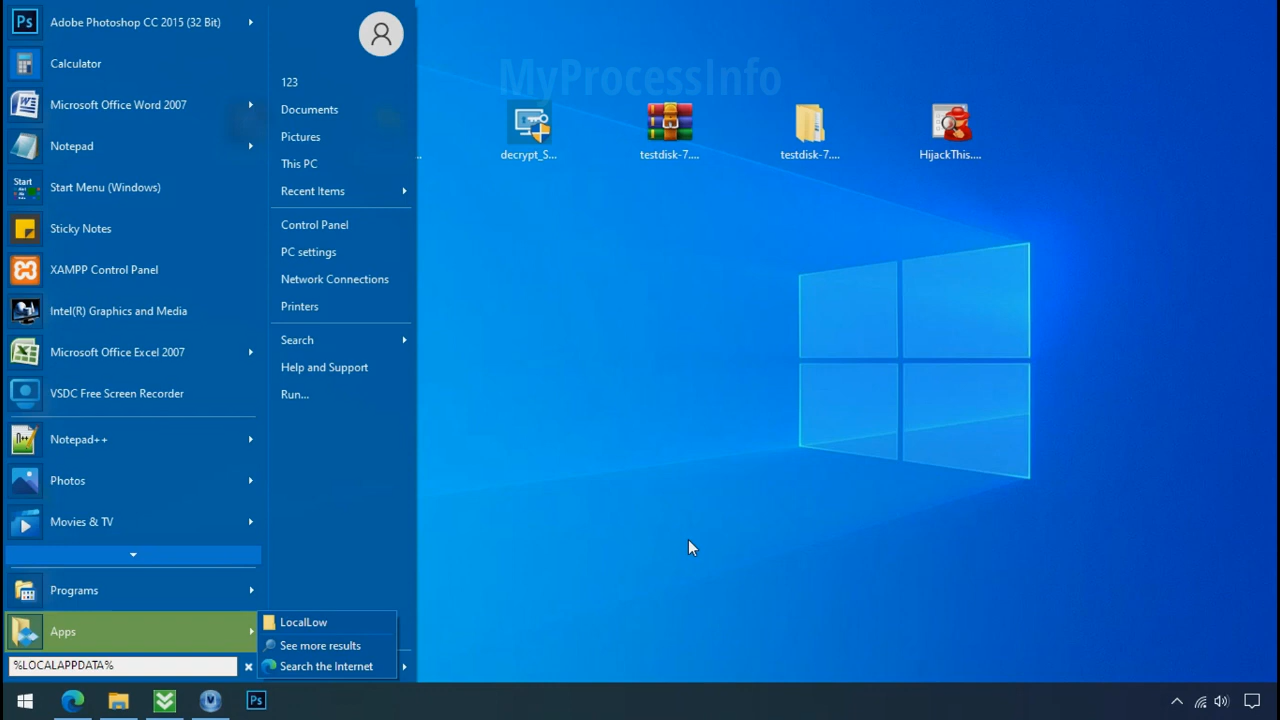 Adobe Photoshop CC 2015 (32 Bit)
Calculator
Microsoft Office Word 2007
Notepad
Start Menu (Windows)
Sticky Notes
XAMPP Control Panel
Intel(R) Graphics and Media
Microsoft Office Excel 2007
VSDC Free Screen Recorder
Notepad++
Photos
Movies & TV
Programs
Apps
%LOCALAPPDATA%
123
Documents
Pictures
This PC
Recent Items
Control Panel
PC settings
Network Connections
Printers
Search
Help and Support
Run...
LocalLow
See more results
Search the Internet
MyProcessInfo
decrypt_S...
testdisk-7....
testdisk-7....
HijackThis....